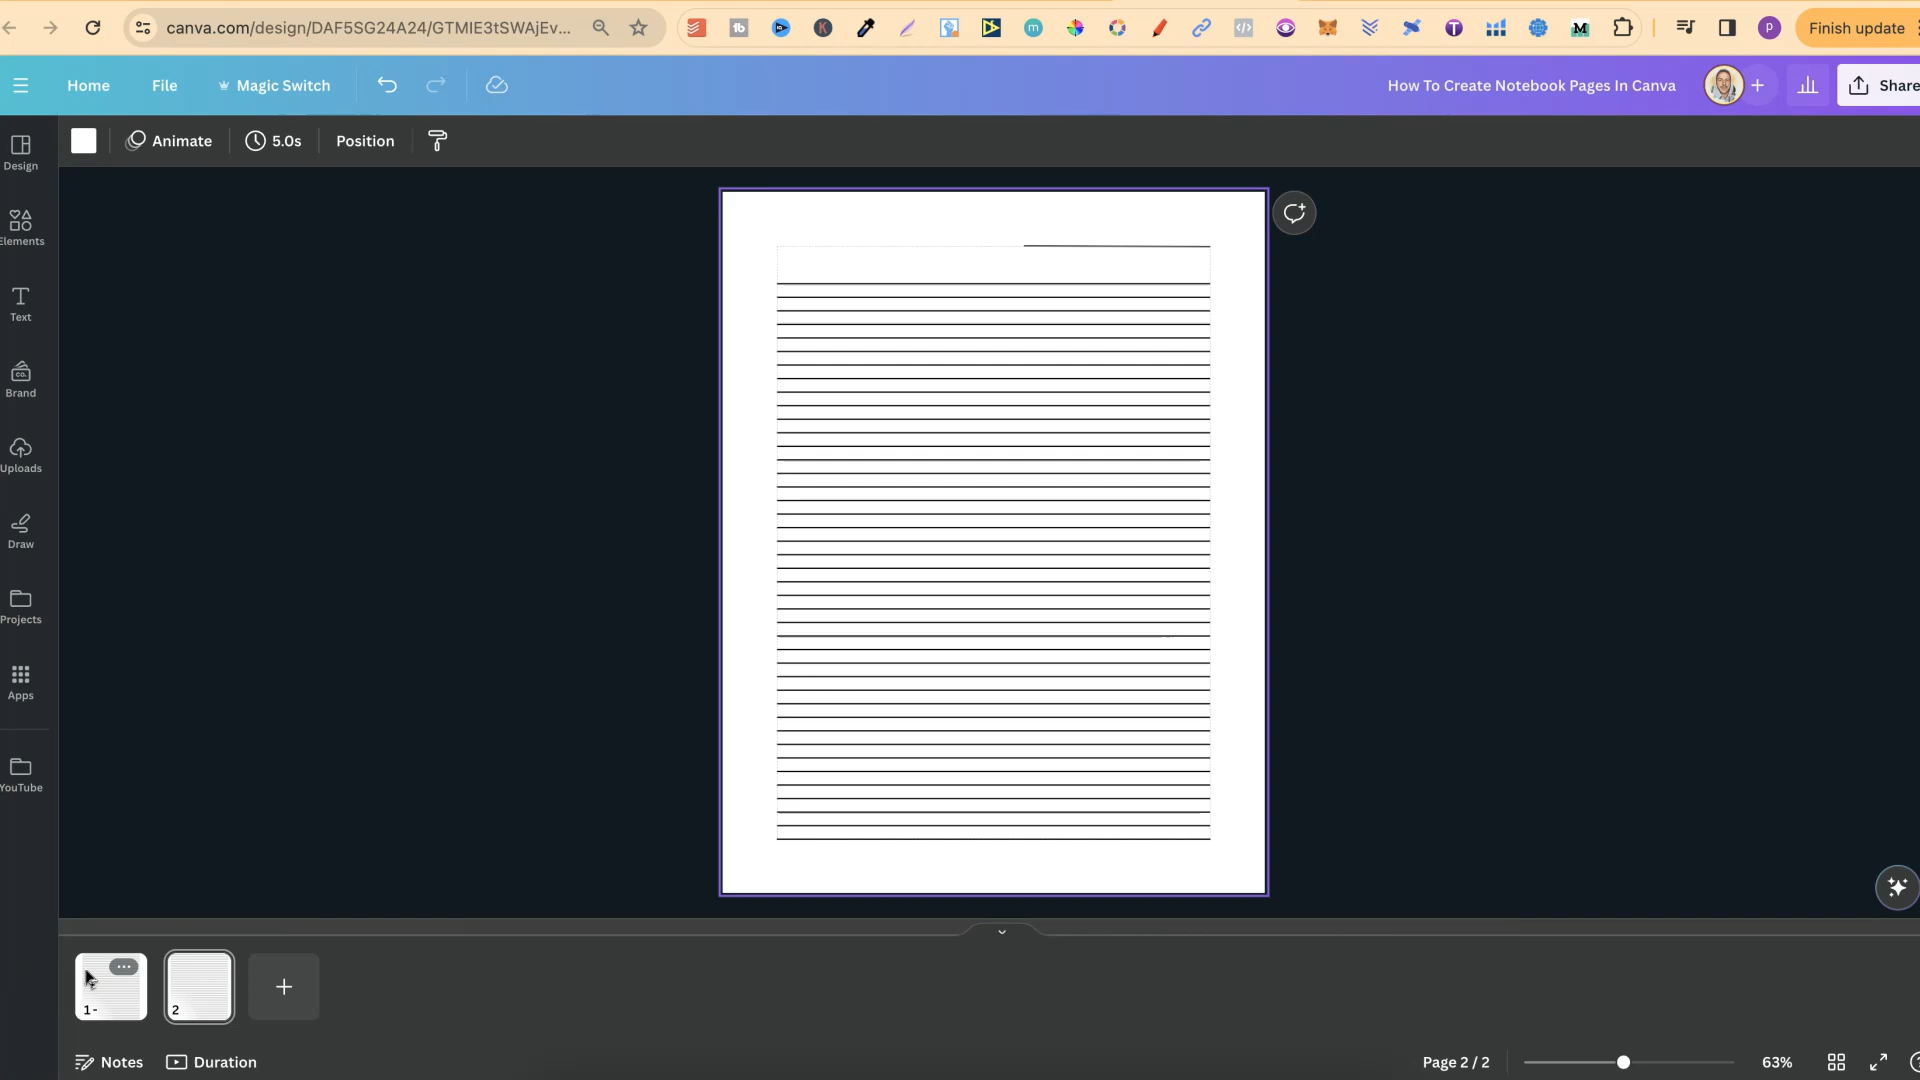 canva.com/design/DAF5SG24A24/GTMIE3tSWAjEv...
Finish update
Home
File
Magic Switch
How To Create Notebook Pages In Canva
Share
Animate
5.0s
Position
Design
Elements
Text
CO.
Brand
Uploads
Draw
Projects
Apps
YouTube
1 -
2
Notes
Duration
Page 2 / 2
63%